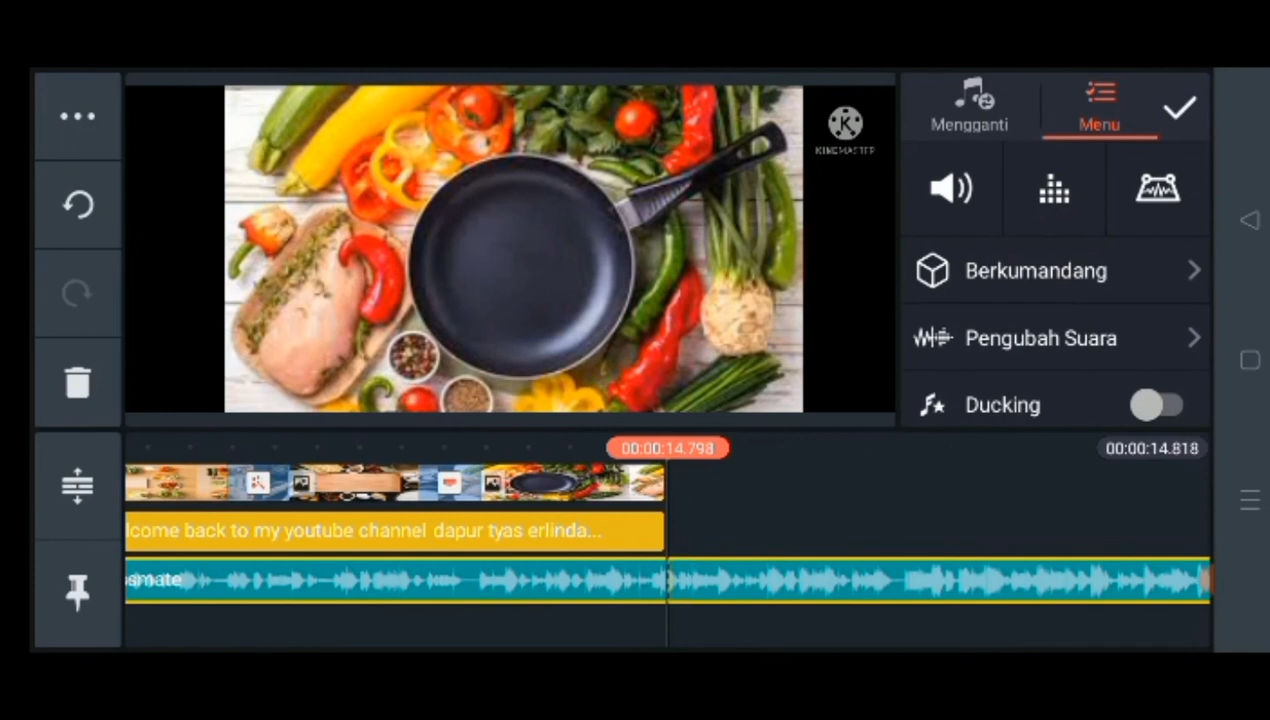 Mengganti
Menu
KINEMASTER
Berkumandang
Pengubah Suara
Ducking
00:00:14.798
00:00:14.818
lcome back to my youtube channel dapur tyas erlinda...
smate